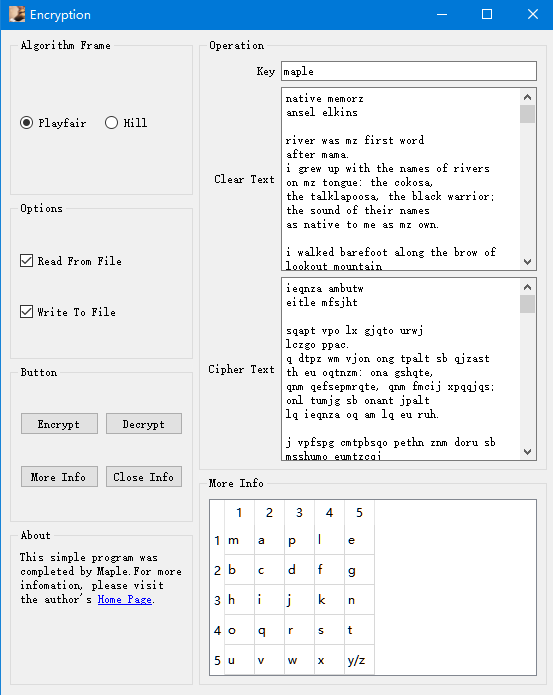 Encryption
Algorithm Frame
Playfair
Hill
Options
Read From File
Write To File
Button
Encrypt
Decrypt
More Info
Close Info
About
This simple program was
completed by Maple.For more
infomation, please visit
the author's Home Page.
Operation
Key
maple
Clear Text
native memorz
ansel elkins
river was mz first word
after mama.
i grew up with the names of rivers
on mz tongue: the cokosa,
the talklapoosa, the black warrior;
the sound of their names
as native to me as mz own.
i walked barefoot along the brow of
lookout mountain
Cipher Text
ieqnza ambutw
eitle mfsjht
sqapt vpo lx gjqto urwj
lczgo ppac.
q dtpz wm vjon ong tpalt sb qjzast
th eu oqtnzm: ona gshqte,
qnm qefsepmrqte, qnm fmcij xpqqjqs;
onl tumjg sb onant jpalt
lq ieqnza oq am lq eu ruh.
j vpfspg cmtpbsqo pethn znm doru sb
msshumo eumtzcqj
More Info
1 2 3 4 5
1 m a p l e
2 b c d f g
3 h i j k n
4 o q r s t
5 u v w x y/z